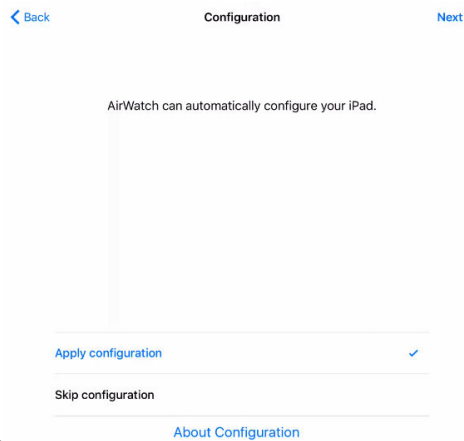 Back Configuration Next
AirWatch can automatically configure your iPad.
Apply configuration
Skip configuration
About Configuration